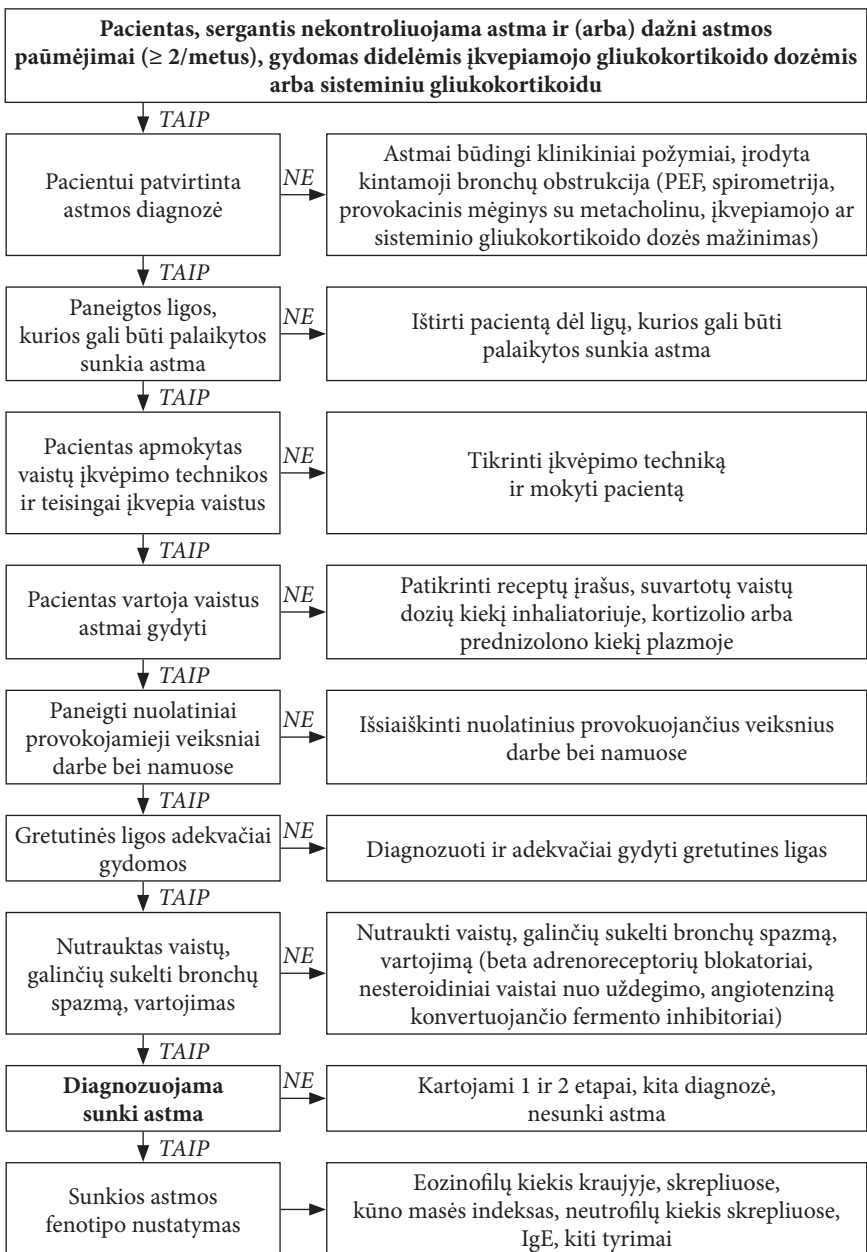 Pacientas, sergantis nekontroliuojama astma ir (arba) dažni astmos
paūmėjimai (≥ 2/metus), gydomas didelėmis įkvepiamojo gliukokortikoido dozėmis
arba sisteminiu gliukokortikoidu
TAIP
Pacientui patvirtinta
astmos diagnozė
NE
Astmai būdingi klinikiniai požymiai, įrodyta
kintamoji bronchų obstrukcija (PEF, spirometrija,
provokacinis mėginys su metacholinu, įkvepiamojo ar
sisteminio gliukokortikoido dozės mažinimas)
TAIP
Paneigtos ligos,
kurios gali būti palaikytos
sunkia astma
NE
Ištirti pacientą dėl ligų, kurios gali būti
palaikytos sunkia astma
TAIP
Pacientas apmokytas
vaistų įkvėpimo technikos
ir teisingai įkvepia vaistus
NE
Tikrinti įkvėpimo techniką
ir mokyti pacientą
TAIP
Pacientas vartoja vaistus
astmai gydyti
NE
Patikrinti receptų įrašus, suvartotų vaistų
dozių kiekį inhaliatoriuje, kortizolio arba
prednizolono kiekį plazmoje
TAIP
Paneigti nuolatiniai
provokojamieji veiksniai
darbe bei namuose
NE
Išsiaiškinti nuolatinius provokuojančius veiksnius
darbe bei namuose
TAIP
Gretutinės ligos adekvačiai
gydomos
NE
Diagnozuoti ir adekvačiai gydyti gretutines ligas
TAIP
Nutrauktas vaistų,
galinčių sukelti bronchų
spazmą, vartojimas
NE
Nutraukti vaistų, galinčių sukelti bronchų spazmą,
vartojimą (beta adrenoreceptorių blokatoriai,
nesteroidiniai vaistai nuo uždegimo, angiotenziną
konvertuojančio fermento inhibitoriai)
TAIP
Diagnozuojama
sunki astma
NE
Kartojami 1 ir 2 etapai, kita diagnozė,
nesunki astma
TAIP
Sunkios astmos
fenotipo nustatymas
Eozinofilų kiekis kraujyje, skrepliuose,
kūno masės indeksas, neutrofilų kiekis skrepliuose,
IgE, kiti tyrimai